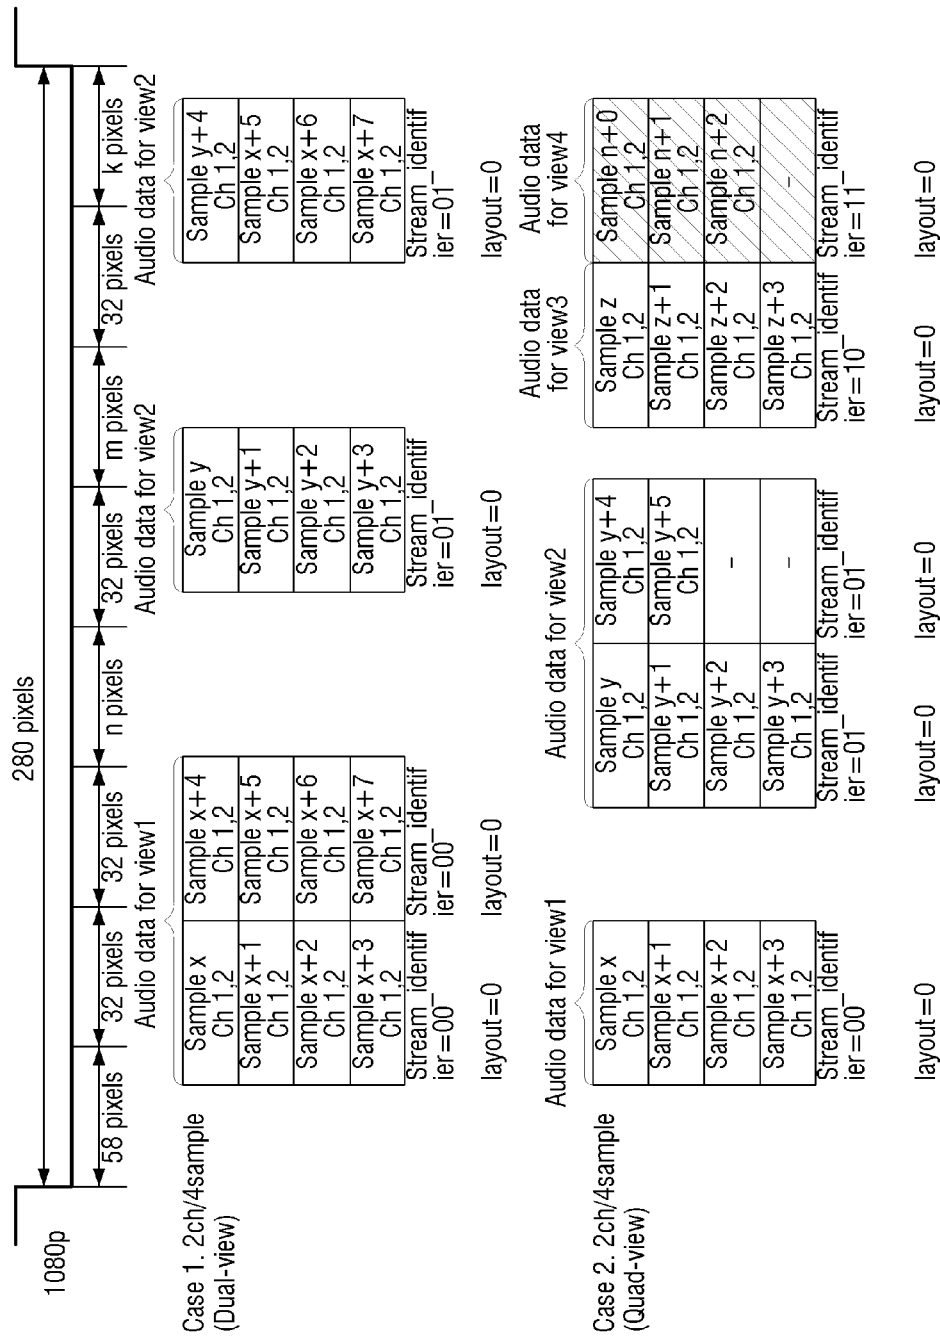 1080p
280 pixels
58 pixels
32 pixels
32 pixels
n pixels
32 pixels
m pixels
32 pixels
k pixels
Case 1. 2ch/4sample
(Dual-view)
Audio data for view1
Sample x
Ch 1,2
Sample x+4
Ch 1,2
Sample x+1
Ch 1,2
Sample x+5
Ch 1,2
Sample x+2
Ch 1,2
Sample x+6
Ch 1,2
Sample x+3
Ch 1,2
Sample x+7
Ch 1,2
Stream_identif
ier=00
Stream_identif
ier=00
layout=0
layout=0
Audio data for view2
Sample y
Ch 1,2
Sample y+1
Ch 1,2
Sample y+2
Ch 1,2
Sample y+3
Ch 1,2
Stream_identif
ier=01
layout=0
Audio data for view2
Sample y+4
Ch 1,2
Sample x+5
Ch 1,2
Sample x+6
Ch 1,2
Sample x+7
Ch 1,2
Stream_identif
ier=01
layout=0
Case 2. 2ch/4sample
(Quad-view)
Audio data for view1
Sample x
Ch 1,2
Sample x+1
Ch 1,2
Sample x+2
Ch 1,2
Sample x+3
Ch 1,2
Stream_identif
ier=00
layout=0
Audio data for view2
Sample y
Ch 1,2
Sample y+4
Ch 1,2
Sample y+1
Ch 1,2
Sample y+5
Ch 1,2
Sample y+2
Ch 1,2
-
Sample y+3
Ch 1,2
-
Stream_identif
ier=01
Stream_identif
ier=01
layout=0
layout=0
Audio data
for view3
Sample z
Ch 1,2
Sample z+1
Ch 1,2
Sample z+2
Ch 1,2
Sample z+3
Ch 1,2
Stream_identif
ier=10
layout=0
Audio data
for view4
Sample n+0
Ch 1,2
Sample n+1
Ch 1,2
Sample n+2
Ch 1,2
-
Stream_identif
ier=11
layout=0